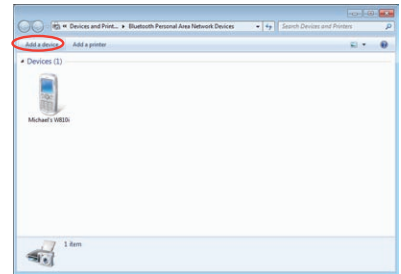 « Devices and Print... ▸ Bluetooth Personal Area Network Devices
Search Devices and Printers
Add a device Add a printer
Devices (1)
Michael's W810i
1 item